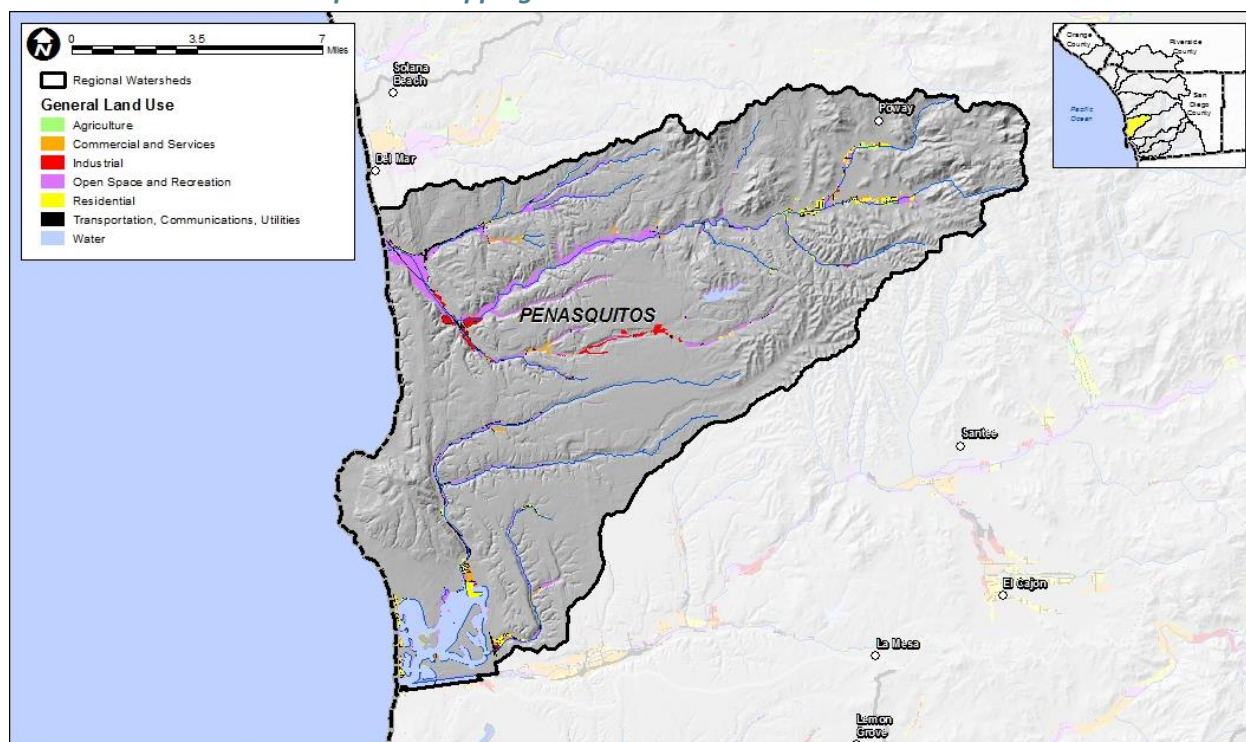 pping
N
0 3.5 7
Miles
Regional Watersheds
General Land Use
Agriculture
Commercial and Services
Industrial
Open Space and Recreation
Residential
Transportation, Communications, Utilities
Water
Solana
Beach
Del Mar
Poway
PENASQUITOS
Santee
El Cajon
La Mesa
Lemon
Grove
Orange
County
Riverside
County
San
Diego
County
Pacific
Ocean